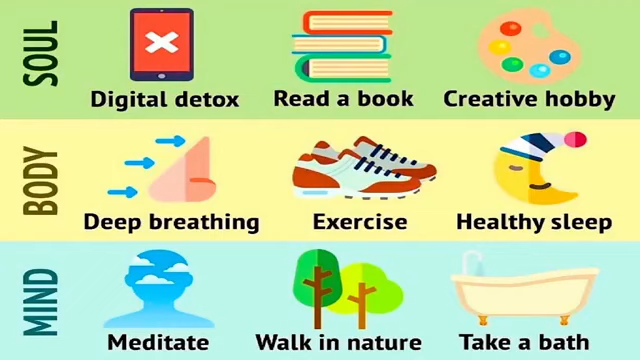 SOUL
Digital detox
Read a book
Creative hobby
BODY
Deep breathing
Exercise
Healthy sleep
MIND
Meditate
Walk in nature
Take a bath